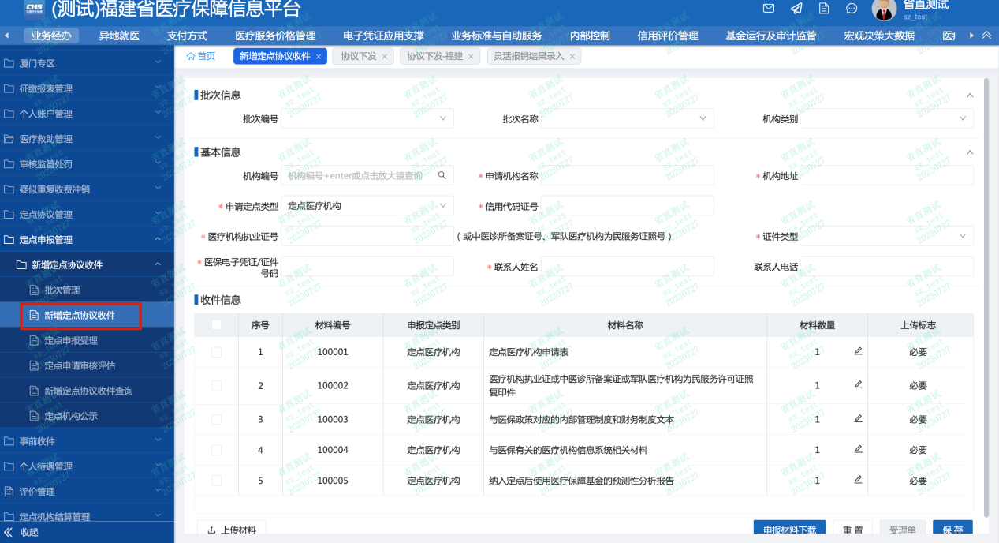 CHS
(测试)福建省医疗保障信息平台
省直测试
sz_test
业务经办 异地就医 支付方式 医疗服务价格管理 电子凭证应用支撑 业务标准与自助服务 内部控制 信用评价管理 基金运行及审计监管 宏观决策大数据
首页 新增定点协议收件 × 协议下发 × 协议下发-福建 × 灵活报销结果录入 ×
厦门专区
征缴报表管理
个人账户管理
医疗救助管理
审核监管处罚
疑似重复收费冲销
定点协议管理
定点申报管理
新增定点协议收件
批次管理
新增定点协议收件
定点申报受理
定点申请审核评估
新增定点协议收件查询
定点机构公示
事前收件
个人待遇管理
评价管理
定点机构结算管理
收起
批次信息
批次编号 批次名称 机构类别
基本信息
机构编号 机构编号+enter或点击放大镜查询 * 申请机构名称 * 机构地址
* 申请定点类型 定点医疗机构 * 信用代码证号
* 医疗机构执业证号 (或中医诊所备案证号、军队医疗机构为民服务证照号) * 证件类型
* 医保电子凭证/证件号码 * 联系人姓名 联系人电话
收件信息
序号 材料编号 申报定点类别 材料名称 材料数量 上传标志
1 100001 定点医疗机构 定点医疗机构申请表 1 必要
2 100002 定点医疗机构 医疗机构执业证或中医诊所备案证或军队医疗机构为民服务许可证照复印件 1 必要
3 100003 定点医疗机构 与医保政策对应的内部管理制度和财务制度文本 1 必要
4 100004 定点医疗机构 与医保有关的医疗机构信息系统相关材料 1 必要
5 100005 定点医疗机构 纳入定点后使用医疗保障基金的预测性分析报告 1 必要
上传材料 申报材料下载 重置 受理单 保存
省直测试
sz_test
20230727